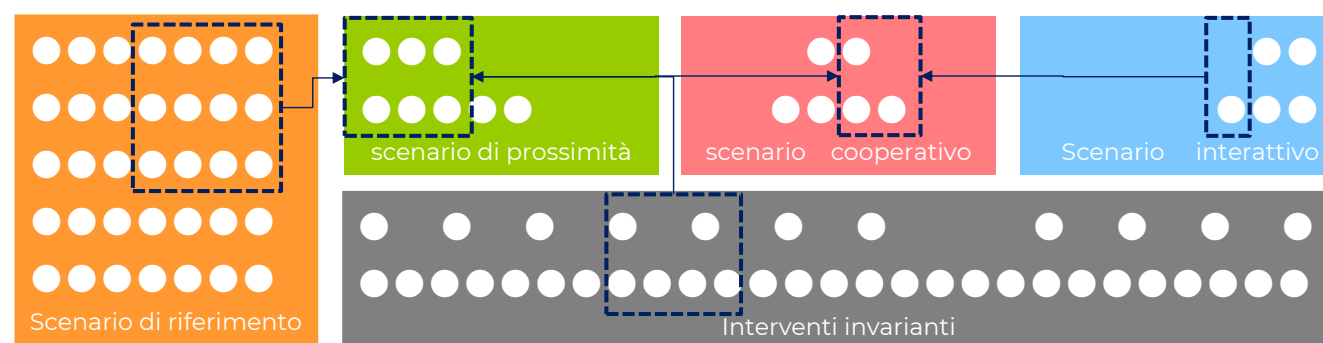 scenario di prossimità
scenario cooperativo
Scenario interattivo
Scenario di riferimento
Interventi invarianti